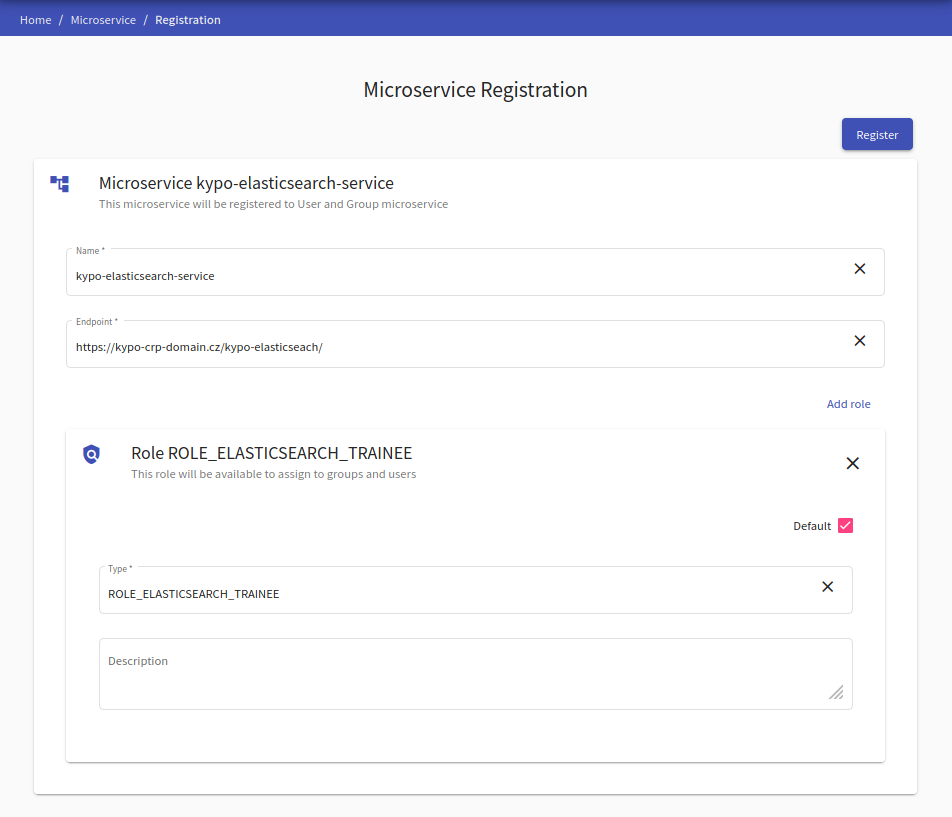 Home / Microservice / Registration
Microservice Registration
Register
Microservice kypo-elasticsearch-service
This microservice will be registered to User and Group microservice
Name *
kypo-elasticsearch-service
Endpoint *
https://kypo-crp-domain.cz/kypo-elasticseach/
Add role
Role ROLE_ELASTICSEARCH_TRAINEE
This role will be available to assign to groups and users
Default
Type *
ROLE_ELASTICSEARCH_TRAINEE
Description